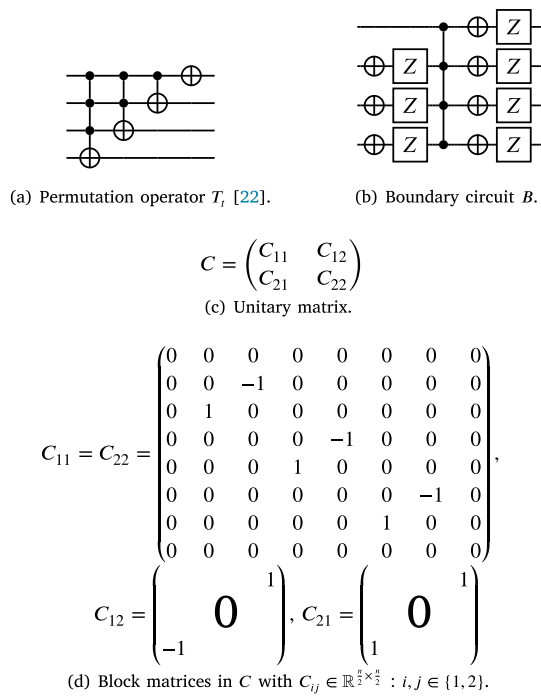 Z
Z Z
Z Z
Z Z
(a) Permutation operator Tₜ [22].
(b) Boundary circuit B.
C = (C₁₁ C₁₂
C₂₁ C₂₂)
(c) Unitary matrix.
C₁₁ = C₂₂ =
(0 0 0 0 0 0 0 0
0 0 −1 0 0 0 0 0
0 1 0 0 0 0 0 0
0 0 0 0 −1 0 0 0
0 0 0 1 0 0 0 0
0 0 0 0 0 0 −1 0
0 0 0 0 0 1 0 0
0 0 0 0 0 0 0 0),
C₁₂ = ( 1
0
−1 ), C₂₁ = ( 1
0
1 )
(d) Block matrices in C with Cᵢⱼ ∈ ℝ^{n/2 × n/2} : i, j ∈ {1, 2}.